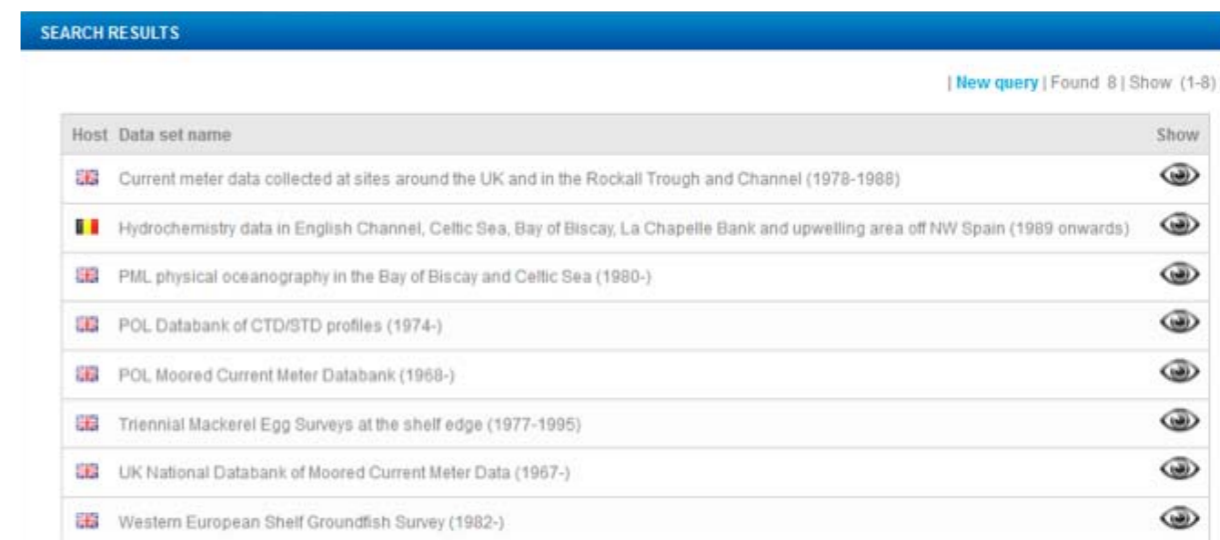 SEARCH RESULTS
| New query | Found 8 | Show (1-8)
Host Data set name Show
Current meter data collected at sites around the UK and in the Rockall Trough and Channel (1978-1988)
Hydrochemistry data in English Channel, Celtic Sea, Bay of Biscay, La Chapelle Bank and upwelling area off NW Spain (1989 onwards)
PML physical oceanography in the Bay of Biscay and Celtic Sea (1980-)
POL Databank of CTD/STD profiles (1974-)
POL Moored Current Meter Databank (1968-)
Triennial Mackerel Egg Surveys at the shelf edge (1977-1995)
UK National Databank of Moored Current Meter Data (1967-)
Western European Shelf Groundfish Survey (1982-)